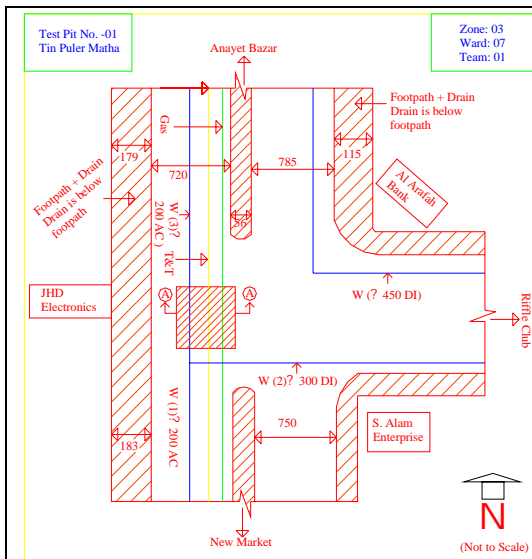 Test Pit No. -01
Tin Puler Matha
Anayet Bazar
Zone: 03
Ward: 07
Team: 01
Footpath + Drain
Drain is below
footpath
Gas
179
720
785
115
Al Arafah
Bank
Footpath + Drain
Drain is below
footpath
W (3)?
200 AC )
56
T&T
JHD
Electronics
A
A
W (? 450 DI)
Riffle Club
W (2)? 300 DI)
W (1)? 200 AC
183
750
S. Alam
Enterprise
New Market
N
(Not to Scale)